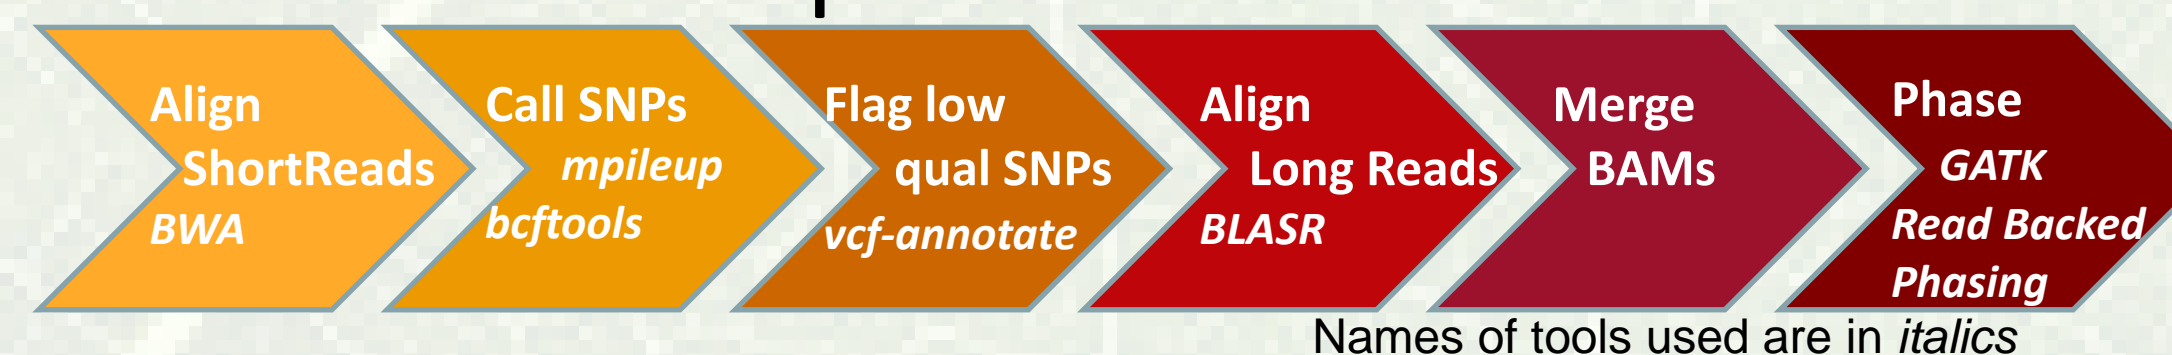 Align
ShortReads
BWA
Call SNPs
mpileup
bcftools
Flag low
qual SNPs
vcf-annotate
Align
Long Reads
BLASR
Merge
BAMs
Phase
GATK
Read Backed
Phasing
Names of tools used are in italics